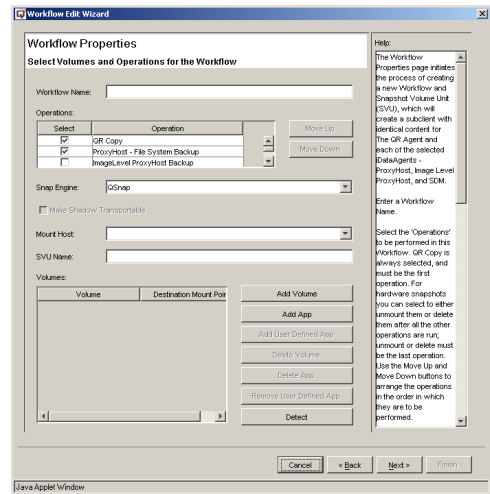 Workflow Edit Wizard
Workflow Properties
Select Volumes and Operations for the Workflow
Workflow Name:
Operations:
Select Operation
QR Copy
ProxyHost - File System Backup
ImageLevel ProxyHost Backup
Move Up
Move Down
Snap Engine: QSnap
Make Shadow Transportable
Mount Host:
SVU Name:
Volumes:
Volume Destination Mount Poir
Add Volume
Add App
Add User Defined App
Delete Volume
Delete App
Remove User Defined App
Detect
Help:
The Workflow
Properties page initiates
the process of creating
a new Workflow and
Snapshot Volume Unit
(SVU), which will
create a subclient with
identical content for
The QR Agent and
each of the selected
iDataAgents -
ProxyHost, Image Level
ProxyHost, and SDM.
Enter a Workflow
Name.
Select the 'Operations'
to be performed in this
Workflow. QR Copy is
always selected, and
must be the first
operation. For
hardware snapshots
you can select to either
unmount them or delete
them after all the other
operations are run;
unmount or delete must
be the last operation.
Use the Move Up and
Move Down buttons to
arrange the operations
in the order in which
they are to be
performed.
Cancel « Back Next » Finish
Java Applet Window